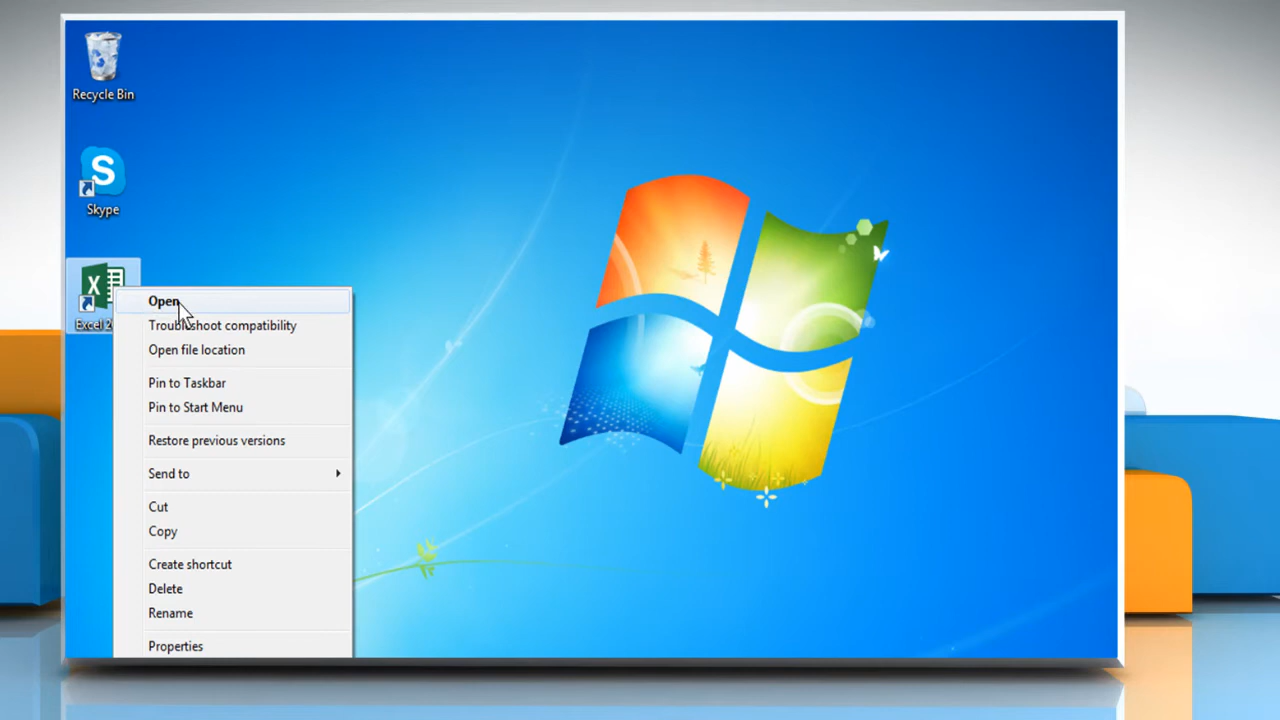 Recycle Bin
S
Skype
X
Excel
Open
Troubleshoot compatibility
Open file location
Pin to Taskbar
Pin to Start Menu
Restore previous versions
Send to
Cut
Copy
Create shortcut
Delete
Rename
Properties